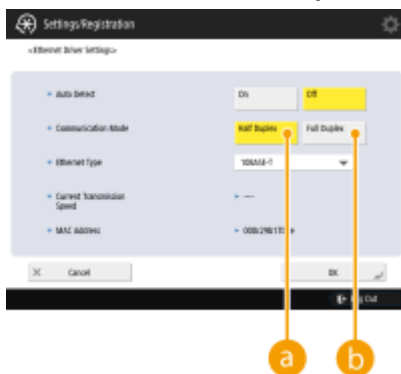 Settings/Registration
<Ethernet Driver Settings>
Auto Detect
On
Off
Communication Mode
Half Duplex
Full Duplex
Ethernet Type
10BASE-T
Current Transmission
Speed
MAC Address
Cancel
OK
Log Out
a
b